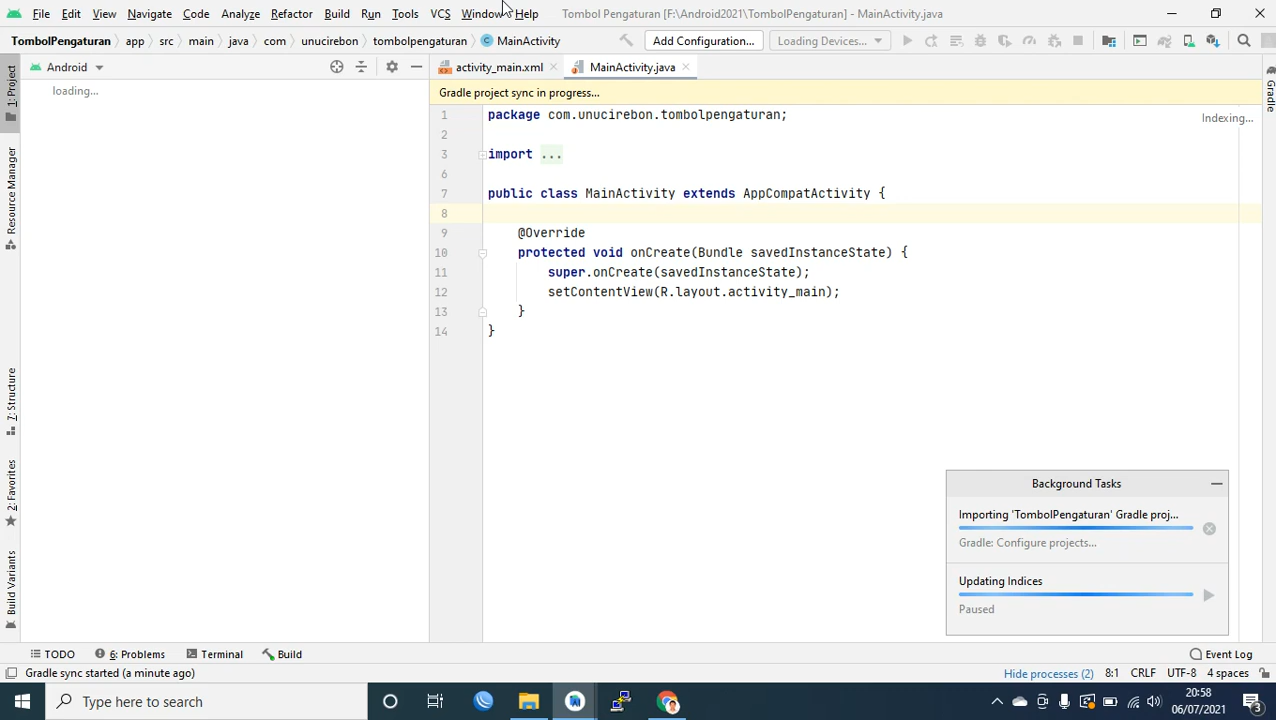 File Edit View Navigate Code Analyze Refactor Build Run Tools VCS Window Help Tombol Pengaturan [F:\Android2021\TombolPengaturan] - MainActivity.java
TombolPengaturan app src main java com unucirebon tombolpengaturan MainActivity Add Configuration... Loading Devices...
Android activity_main.xml MainActivity.java
loading...
Gradle project sync in progress...
1 package com.unucirebon.tombolpengaturan;
Indexing...
2
3 import ...
6
7 public class MainActivity extends AppCompatActivity {
8
9 @Override
10 protected void onCreate(Bundle savedInstanceState) {
11 super.onCreate(savedInstanceState);
12 setContentView(R.layout.activity_main);
13 }
14 }
1: Project
Resource Manager
7: Structure
2: Favorites
Build Variants
Gradle
Background Tasks
Importing 'TombolPengaturan' Gradle proj...
Gradle: Configure projects...
Updating Indices
Paused
TODO 6: Problems Terminal Build Event Log
Gradle sync started (a minute ago) Hide processes (2) 8:1 CRLF UTF-8 4 spaces
Type here to search
20:58
06/07/2021
3